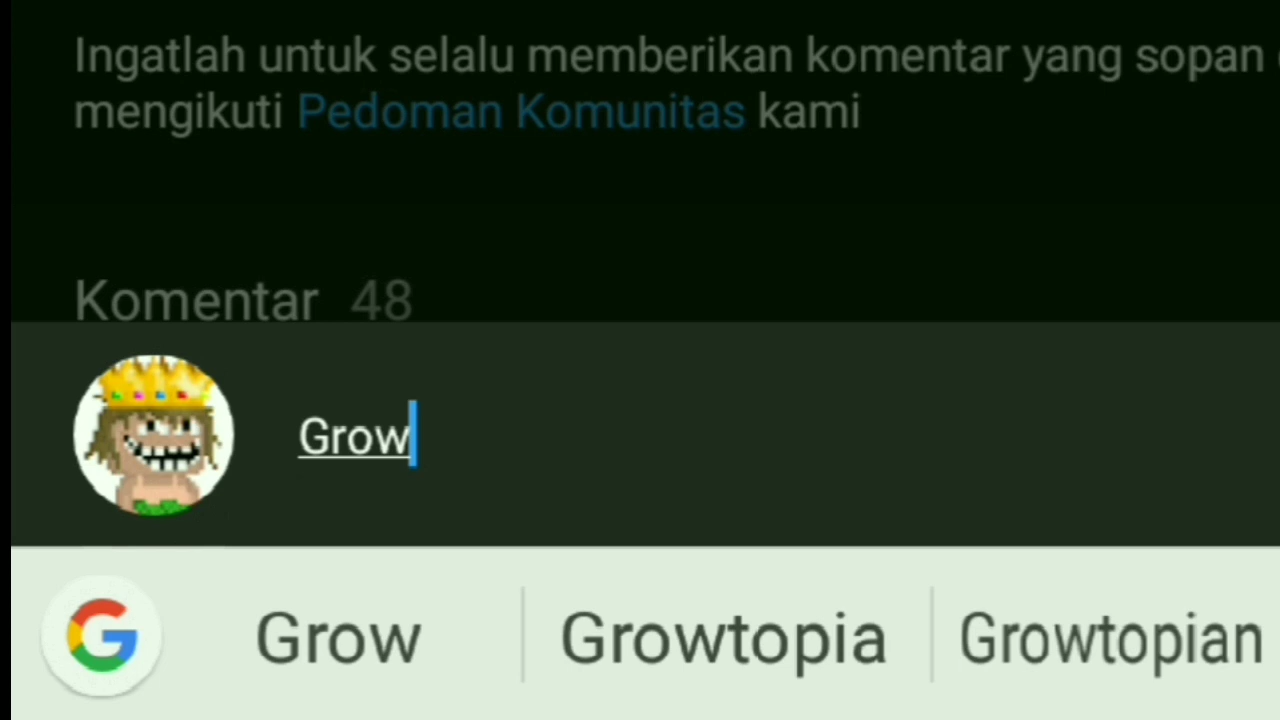 Ingatlah untuk selalu memberikan komentar yang sopan
mengikuti Pedoman Komunitas kami
Komentar 48
Grow
Grow Growtopia Growtopian